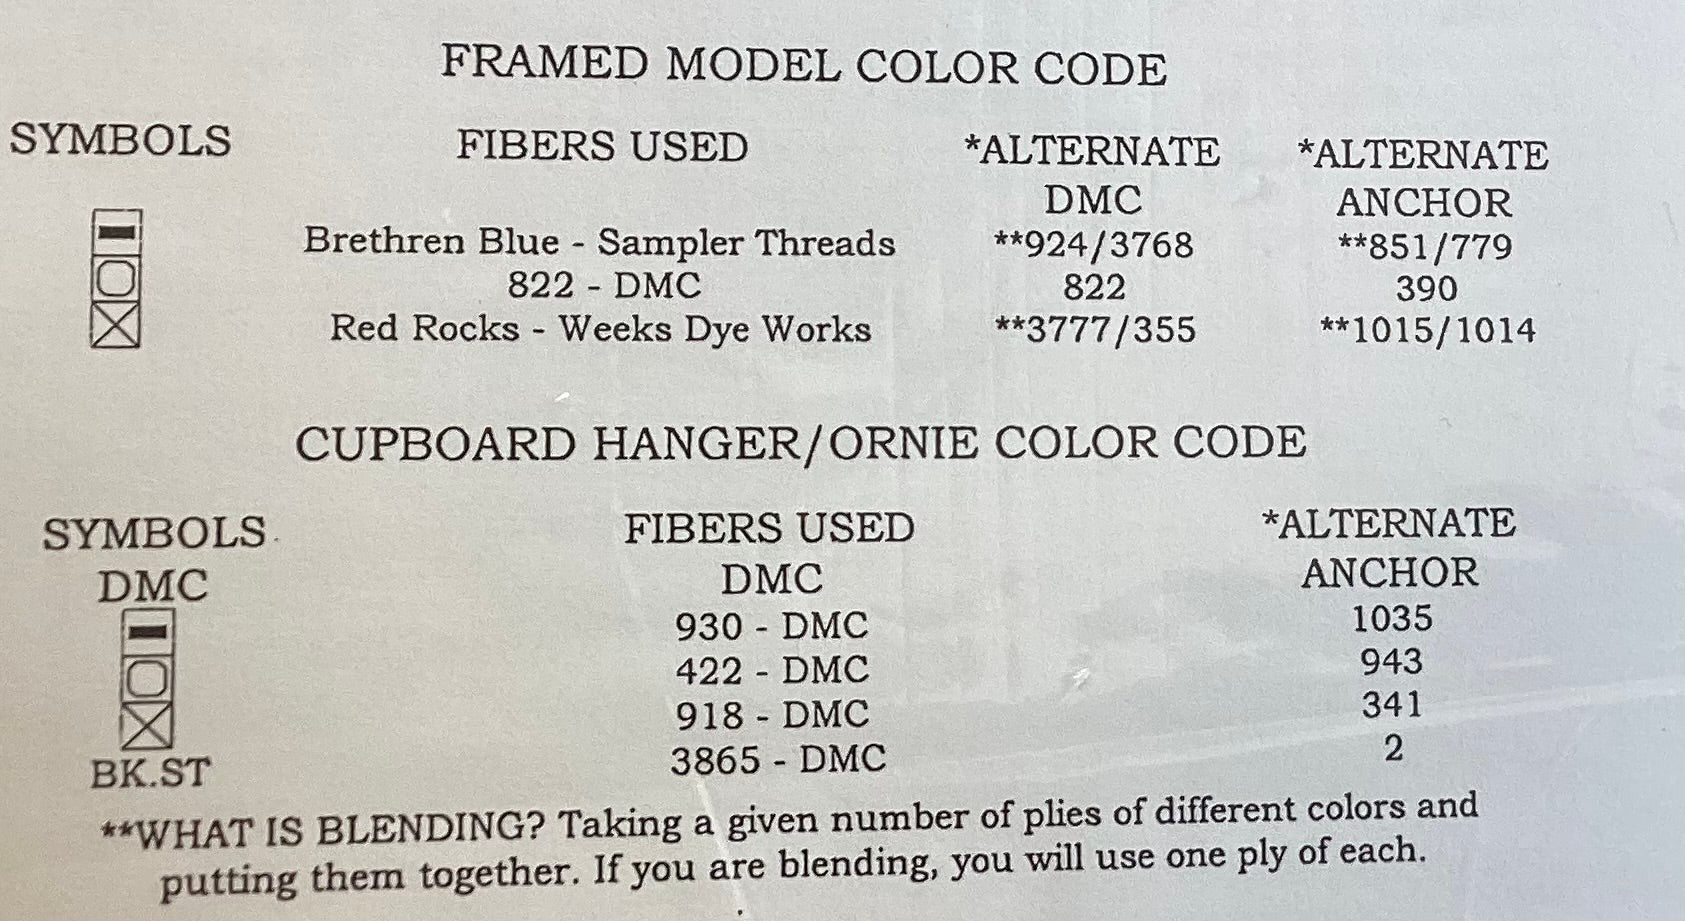 FRAMED MODEL COLOR CODE
SYMBOLS FIBERS USED *ALTERNATE *ALTERNATE
DMC ANCHOR
Brethren Blue - Sampler Threads **924/3768 **851/779
822 - DMC 822 390
Red Rocks - Weeks Dye Works **3777/355 **1015/1014
CUPBOARD HANGER/ORNIE COLOR CODE
SYMBOLS FIBERS USED *ALTERNATE
DMC DMC ANCHOR
930 - DMC 1035
422 - DMC 943
918 - DMC 341
BK.ST 3865 - DMC 2
**WHAT IS BLENDING? Taking a given number of plies of different colors and
putting them together. If you are blending, you will use one ply of each.